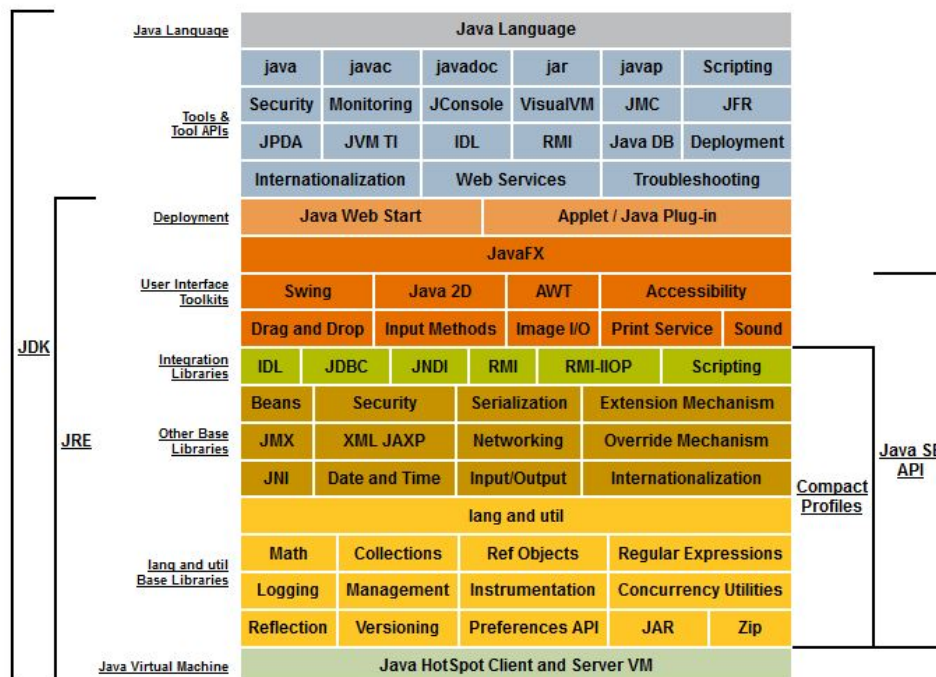 Java Language Java Language
java javac javadoc jar javap Scripting
Security Monitoring JConsole VisualVM JMC JFR
Tools &
Tool APIs
JPDA JVM TI IDL RMI Java DB Deployment
Internationalization Web Services Troubleshooting
Deployment Java Web Start Applet / Java Plug-in
JavaFX
User Interface
Toolkits
Swing Java 2D AWT Accessibility
Drag and Drop Input Methods Image I/O Print Service Sound
JDK
Integration
Libraries
IDL JDBC JNDI RMI RMI-IIOP Scripting
Beans Security Serialization Extension Mechanism
JRE
Other Base
Libraries
JMX XML JAXP Networking Override Mechanism
Java SE
API
JNI Date and Time Input/Output Internationalization
Compact
Profiles
lang and util
Math Collections Ref Objects Regular Expressions
lang and util
Base Libraries
Logging Management Instrumentation Concurrency Utilities
Reflection Versioning Preferences API JAR Zip
Java Virtual Machine Java HotSpot Client and Server VM